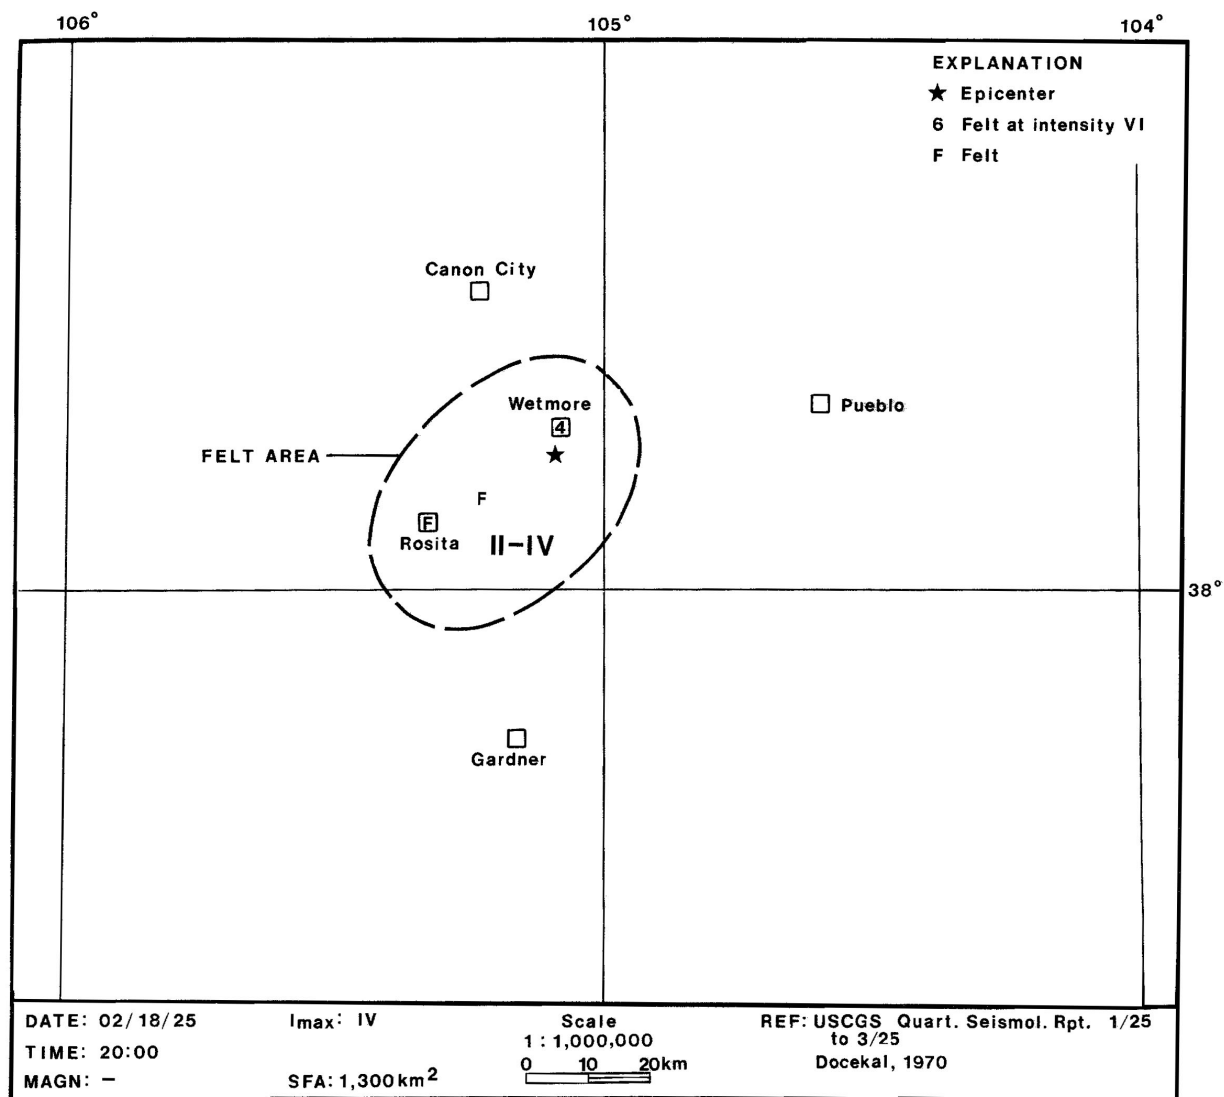 106° 105° 104°
EXPLANATION
★ Epicenter
6 Felt at intensity VI
F Felt
Canon City
Wetmore
4
Pueblo
FELT AREA
F
F
Rosita
II-IV
38°
Gardner
DATE: 02/18/25
TIME: 20:00
MAGN: –
Imax: IV
SFA: 1,300 km²
Scale
1 : 1,000,000
0 10 20km
REF: USCGS Quart. Seismol. Rpt. 1/25
to 3/25
Docekal, 1970